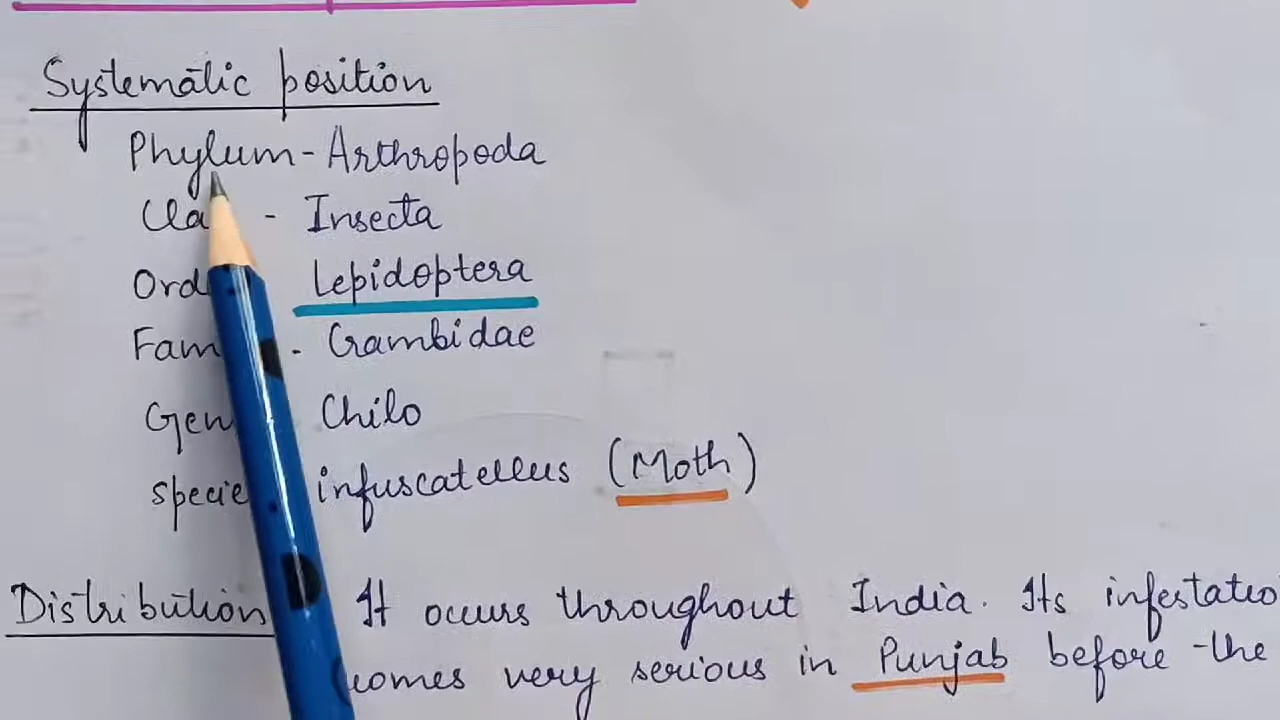 Systematic position
Phylum - Arthropoda
Cla - Insecta
Ord Lepidoptera
Fam - Crambidae
Gen Chilo
specie infuscatellus (Moth)
Distribution It occurs throughout India. Its infestatio
comes very serious in Punjab before the